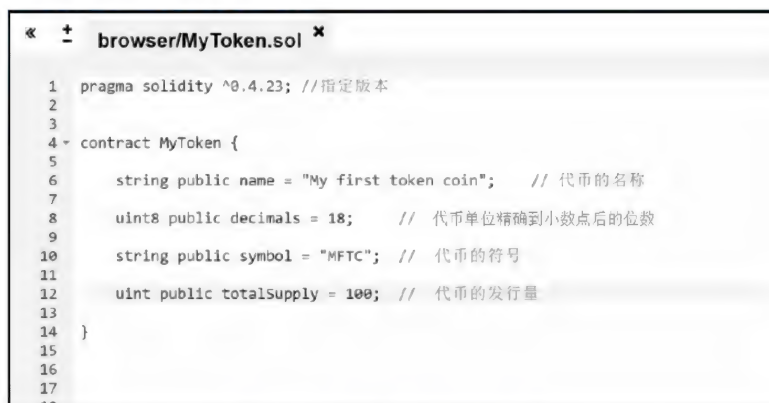 « ± browser/MyToken.sol ×
1 pragma solidity ^0.4.23; //指定版本
2
3
4 contract MyToken {
5
6 string public name = "My first token coin"; // 代币的名称
7
8 uint8 public decimals = 18; // 代币单位精确到小数点后的位数
9
10 string public symbol = "MFTC"; // 代币的符号
11
12 uint public totalSupply = 100; // 代币的发行量
13
14 }
15
16
17